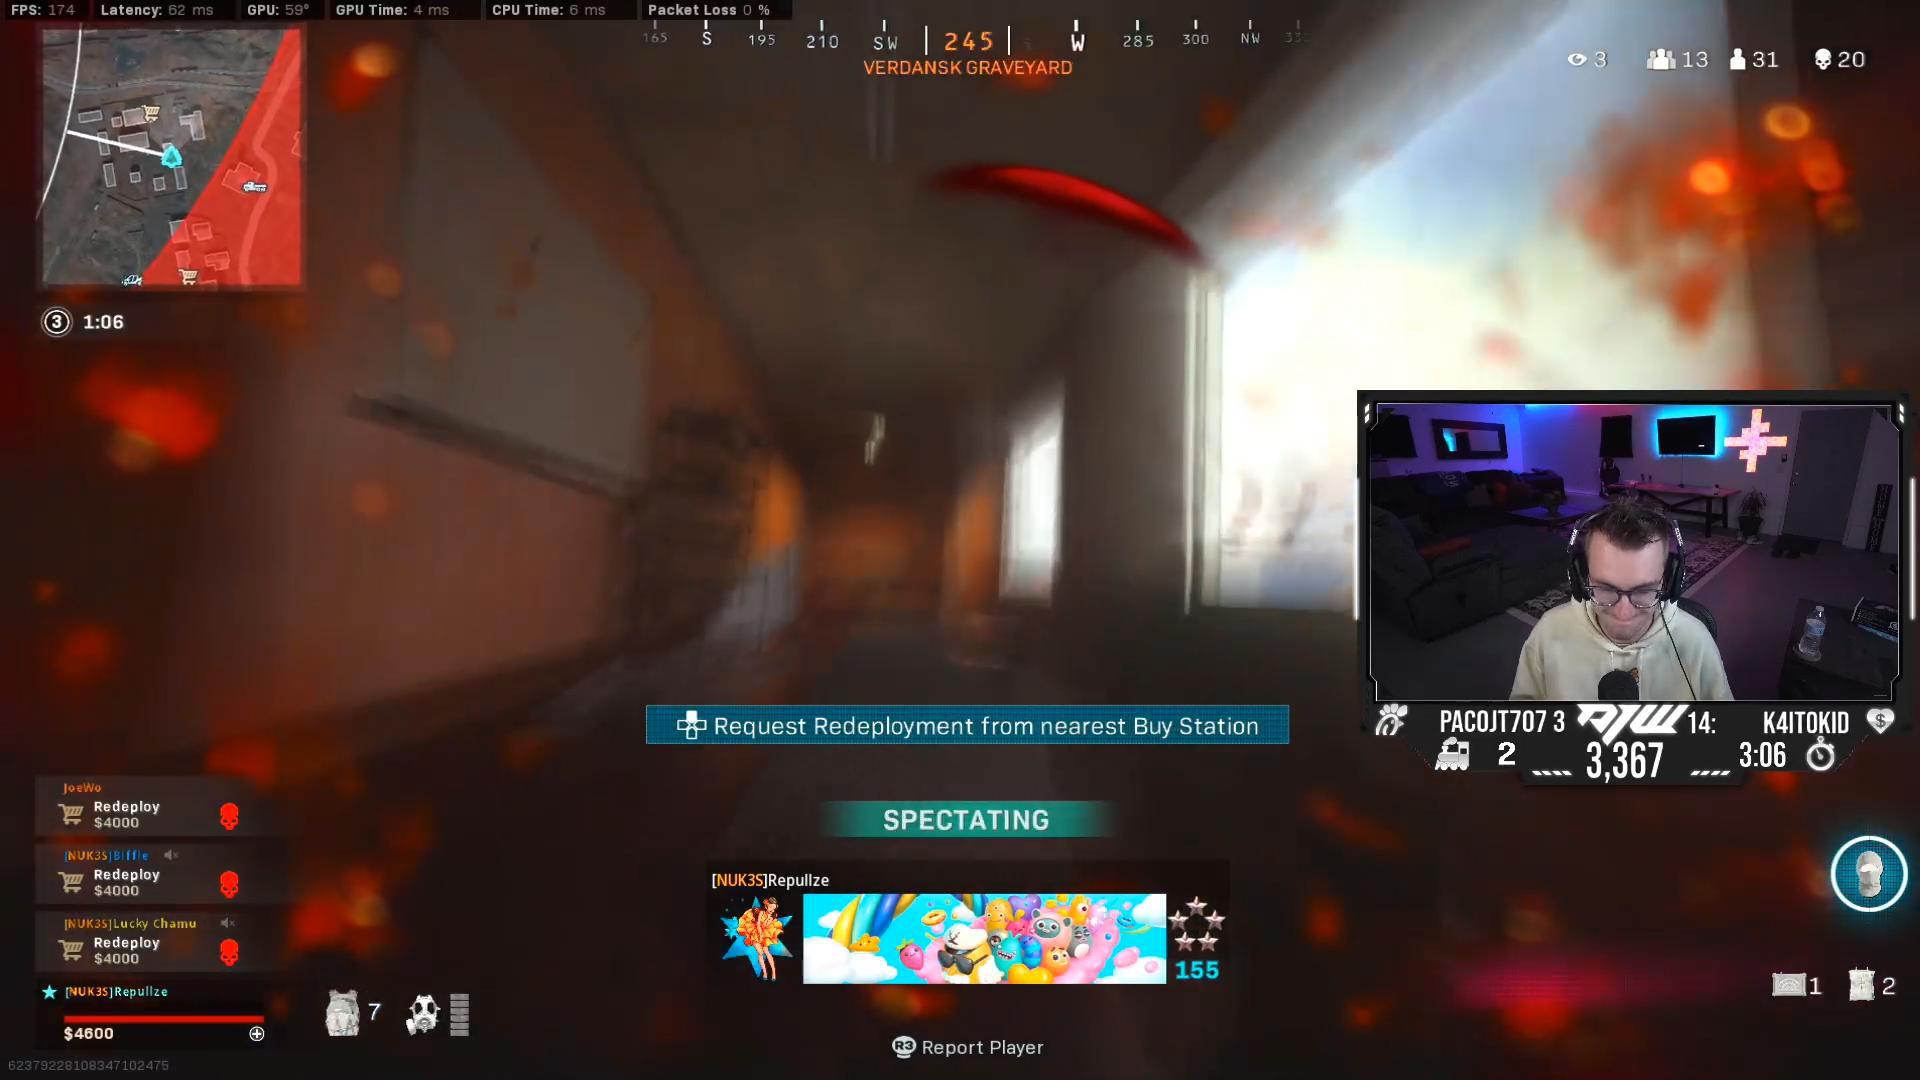 FPS: 174 Latency: 62 ms GPU: 59° GPU Time: 4 ms CPU Time: 6 ms Packet Loss 0 %
165 S 195 210 SW 245 W 285 300 NW
VERDANSK GRAVEYARD
3 13 31 20
3 1:06
Request Redeployment from nearest Buy Station
PACOJT707 3 14: K4IT0KID
2 3,367 3:06
SPECTATING
JoeWo
Redeploy
$4000
[NUK3S]Biffle
Redeploy
$4000
[NUK3S]Lucky Chamu
Redeploy
$4000
[NUK3S]Repullze
$4600
7
[NUK3S]Repullze
155
1 2
R3 Report Player
62379228108347102475